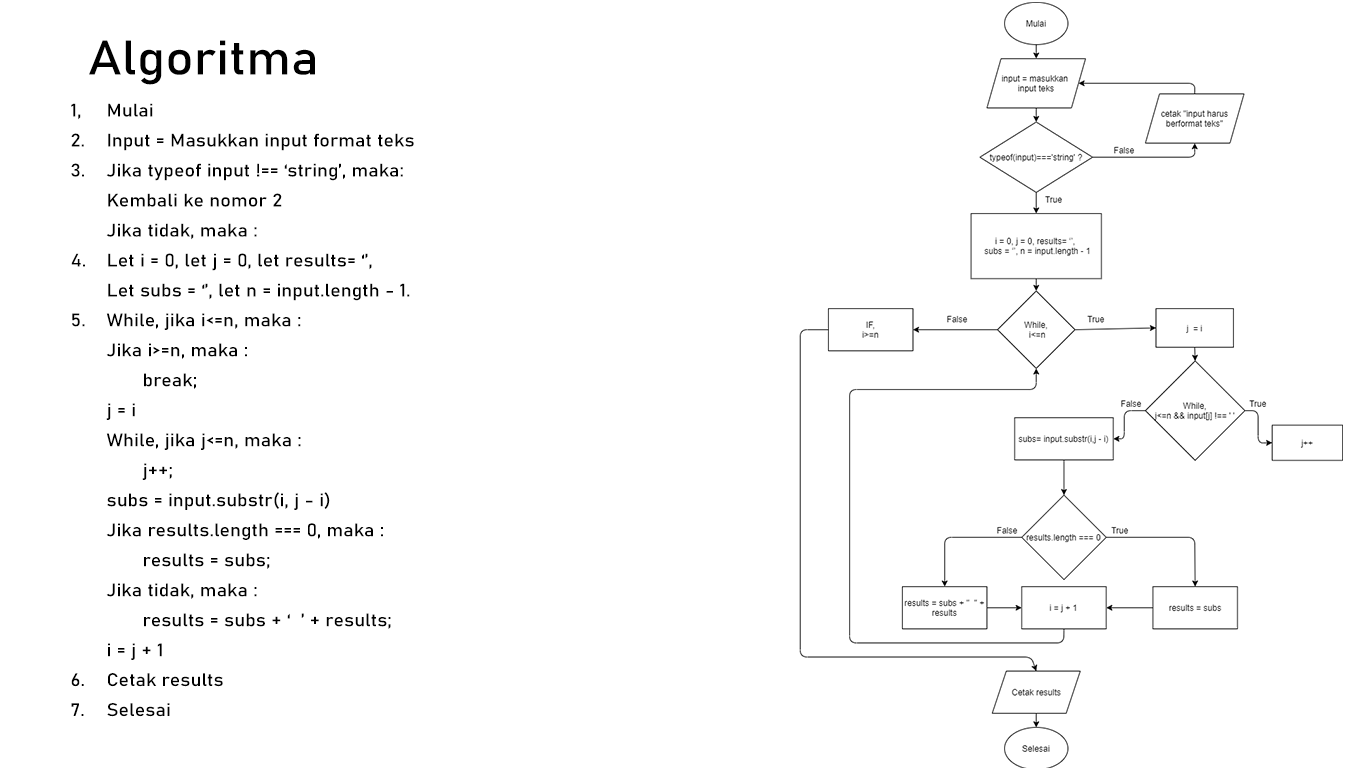 Algoritma
1, Mulai
2. Input = Masukkan input format teks
3. Jika typeof input !== ‘string’, maka:
Kembali ke nomor 2
Jika tidak, maka :
4. Let i = 0, let j = 0, let results= ‘’,
Let subs = ‘’, let n = input.length – 1.
5. While, jika i<=n, maka :
Jika i>=n, maka :
break;
j = i
While, jika j<=n, maka :
j++;
subs = input.substr(i, j – i)
Jika results.length === 0, maka :
results = subs;
Jika tidak, maka :
results = subs + ‘ ’ + results;
i = j + 1
6. Cetak results
7. Selesai
Mulai
input = masukkan
input teks
cetak "input harus
berformat teks"
typeof(input)==='string' ?
False
True
i = 0, j = 0, results= '',
subs = '', n = input.length - 1
While,
i<=n
False
True
IF,
i>=n
j = i
While,
j<=n && input[j] !== ' '
False
True
subs= input.substr(i,j - i)
j++
results.length === 0
False
True
results = subs + " " +
results
i = j + 1
results = subs
Cetak results
Selesai